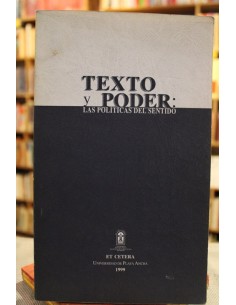 TEXTO
y PODER:
LAS POLÍTICAS DEL SENTIDO
ET CETERA
UNIVERSIDAD DE PLAYA ANCHA
1999